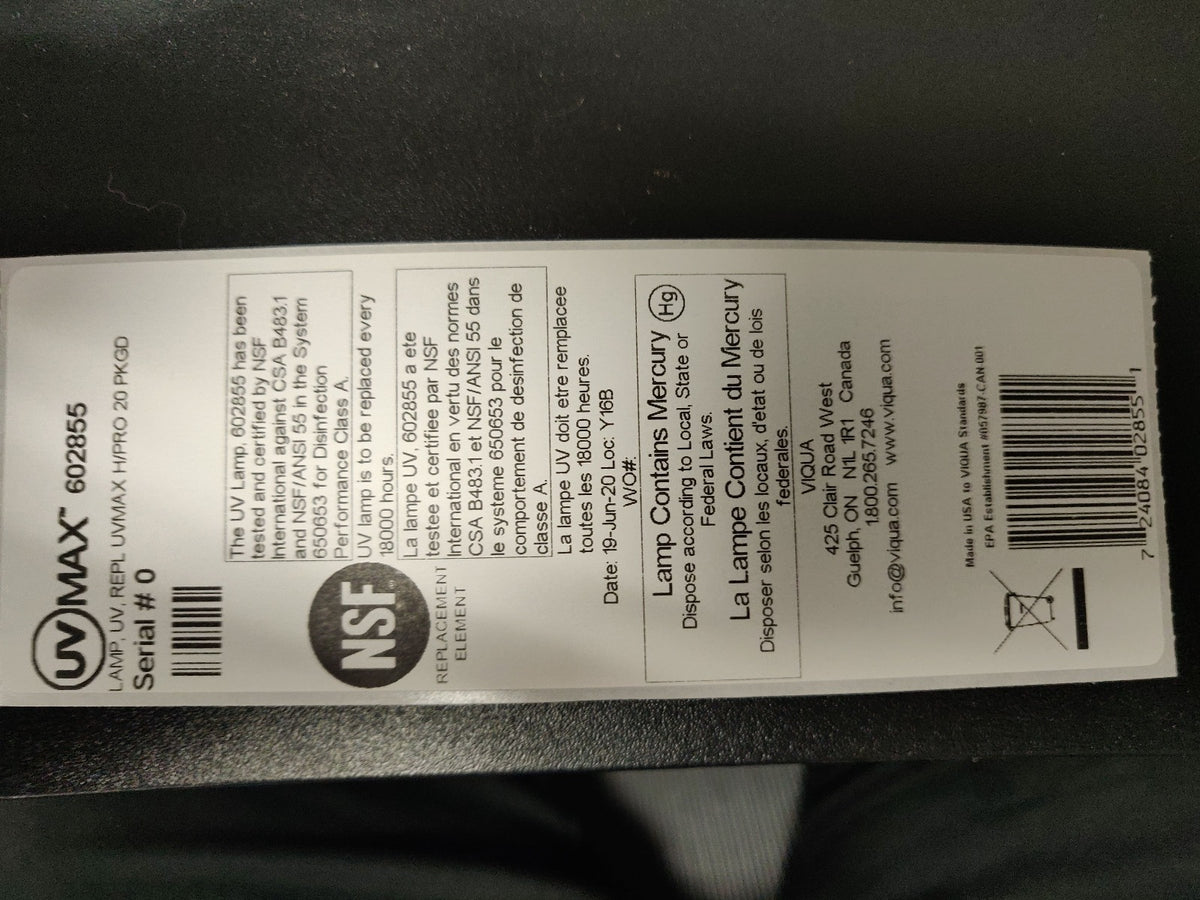 UVMAX™ 602855
LAMP, UV, REPL UVMAX H/PRO 20 PKGD
Serial # 0
The UV Lamp, 602855 has been
tested and certified by NSF
International against CSA B483.1
and NSF/ANSI 55 in the System
650653 for Disinfection
Performance Class A.
UV lamp is to be replaced every
18000 hours.
NSF
REPLACEMENT
ELEMENT
La lampe UV, 602855 a ete
testee et certifiee par NSF
International en vertu des normes
CSA B483.1 et NSF/ANSI 55 dans
le systeme 650653 pour le
comportement de desinfection de
classe A.
La lampe UV doit etre remplacee
toutes les 18000 heures.
Date: 19-Jun-20 Loc: Y16B
WO#:
Lamp Contains Mercury Hg
Dispose according to Local, State or
Federal Laws.
La Lampe Contient du Mercury
Disposer selon les locaux, d'etat ou de lois
federales.
VIQUA
425 Clair Road West
Guelph, ON N1L 1R1 Canada
1.800.265.7246
info@viqua.com www.viqua.com
Made in USA to VIQUA Standards
EPA Establishment #057987-CAN-001
7 24084 02855 1